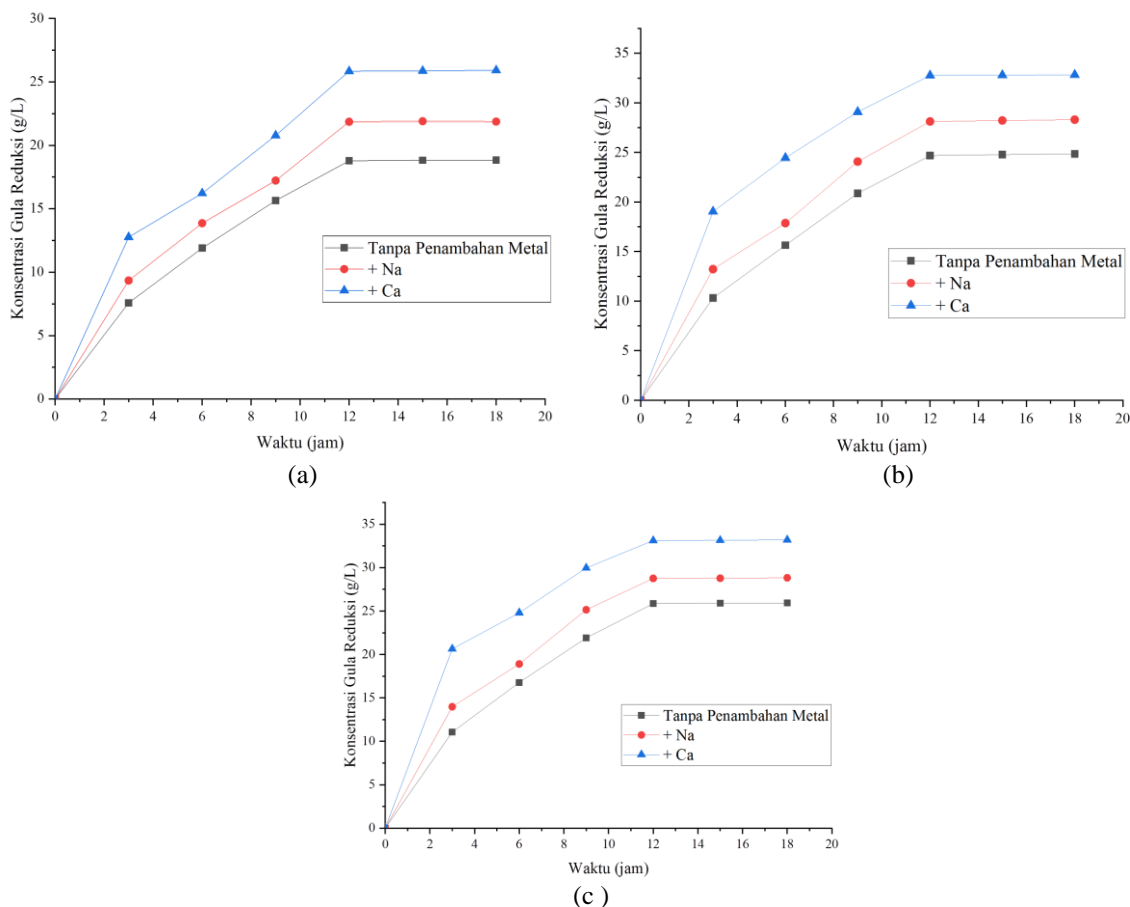 30
25
20
15
10
5
0
Konsentrasi Gula Reduksi (g/L)
Tanpa Penambahan Metal
+ Na
+ Ca
0 2 4 6 8 10 12 14 16 18 20
Waktu (jam)
(a)
35
30
25
20
15
10
5
0
Konsentrasi Gula Reduksi (g/L)
Tanpa Penambahan Metal
+ Na
+ Ca
0 2 4 6 8 10 12 14 16 18 20
Waktu (jam)
(b)
35
30
25
20
15
10
5
0
Konsentrasi Gula Reduksi (g/L)
Tanpa Penambahan Metal
+ Na
+ Ca
0 2 4 6 8 10 12 14 16 18 20
Waktu (jam)
(c )